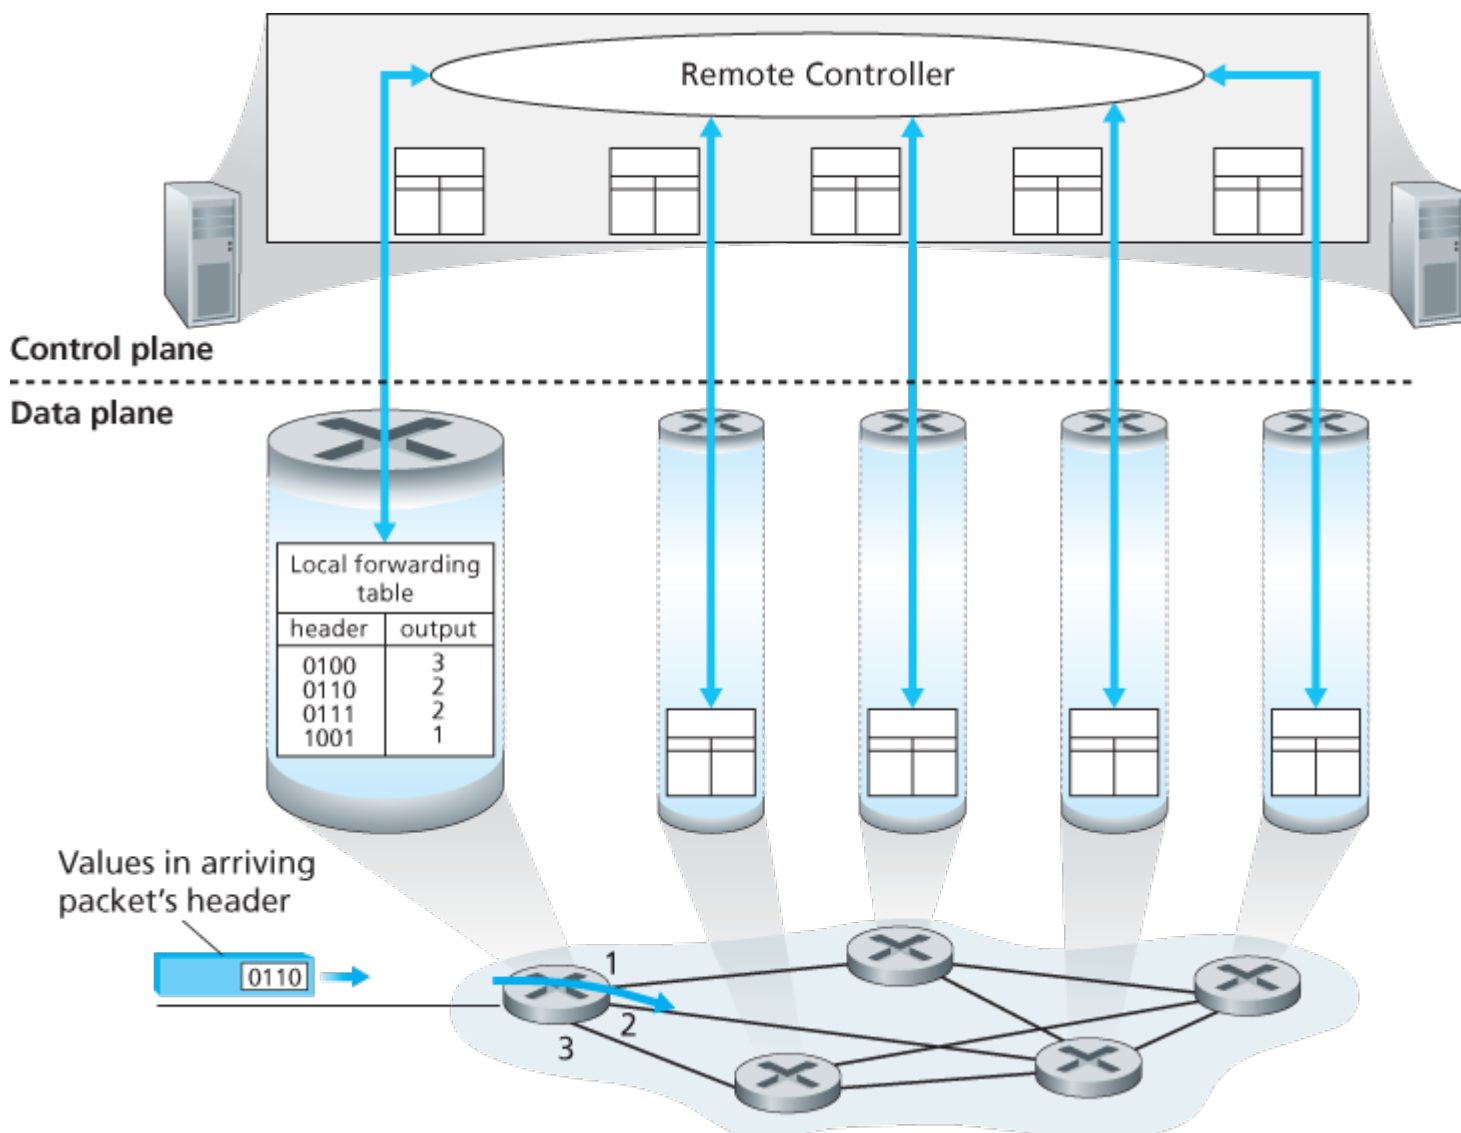 Remote Controller
Control plane
Data plane
Local forwarding
table
header output
0100 3
0110 2
0111 2
1001 1
Values in arriving
packet's header
0110
1
2
3